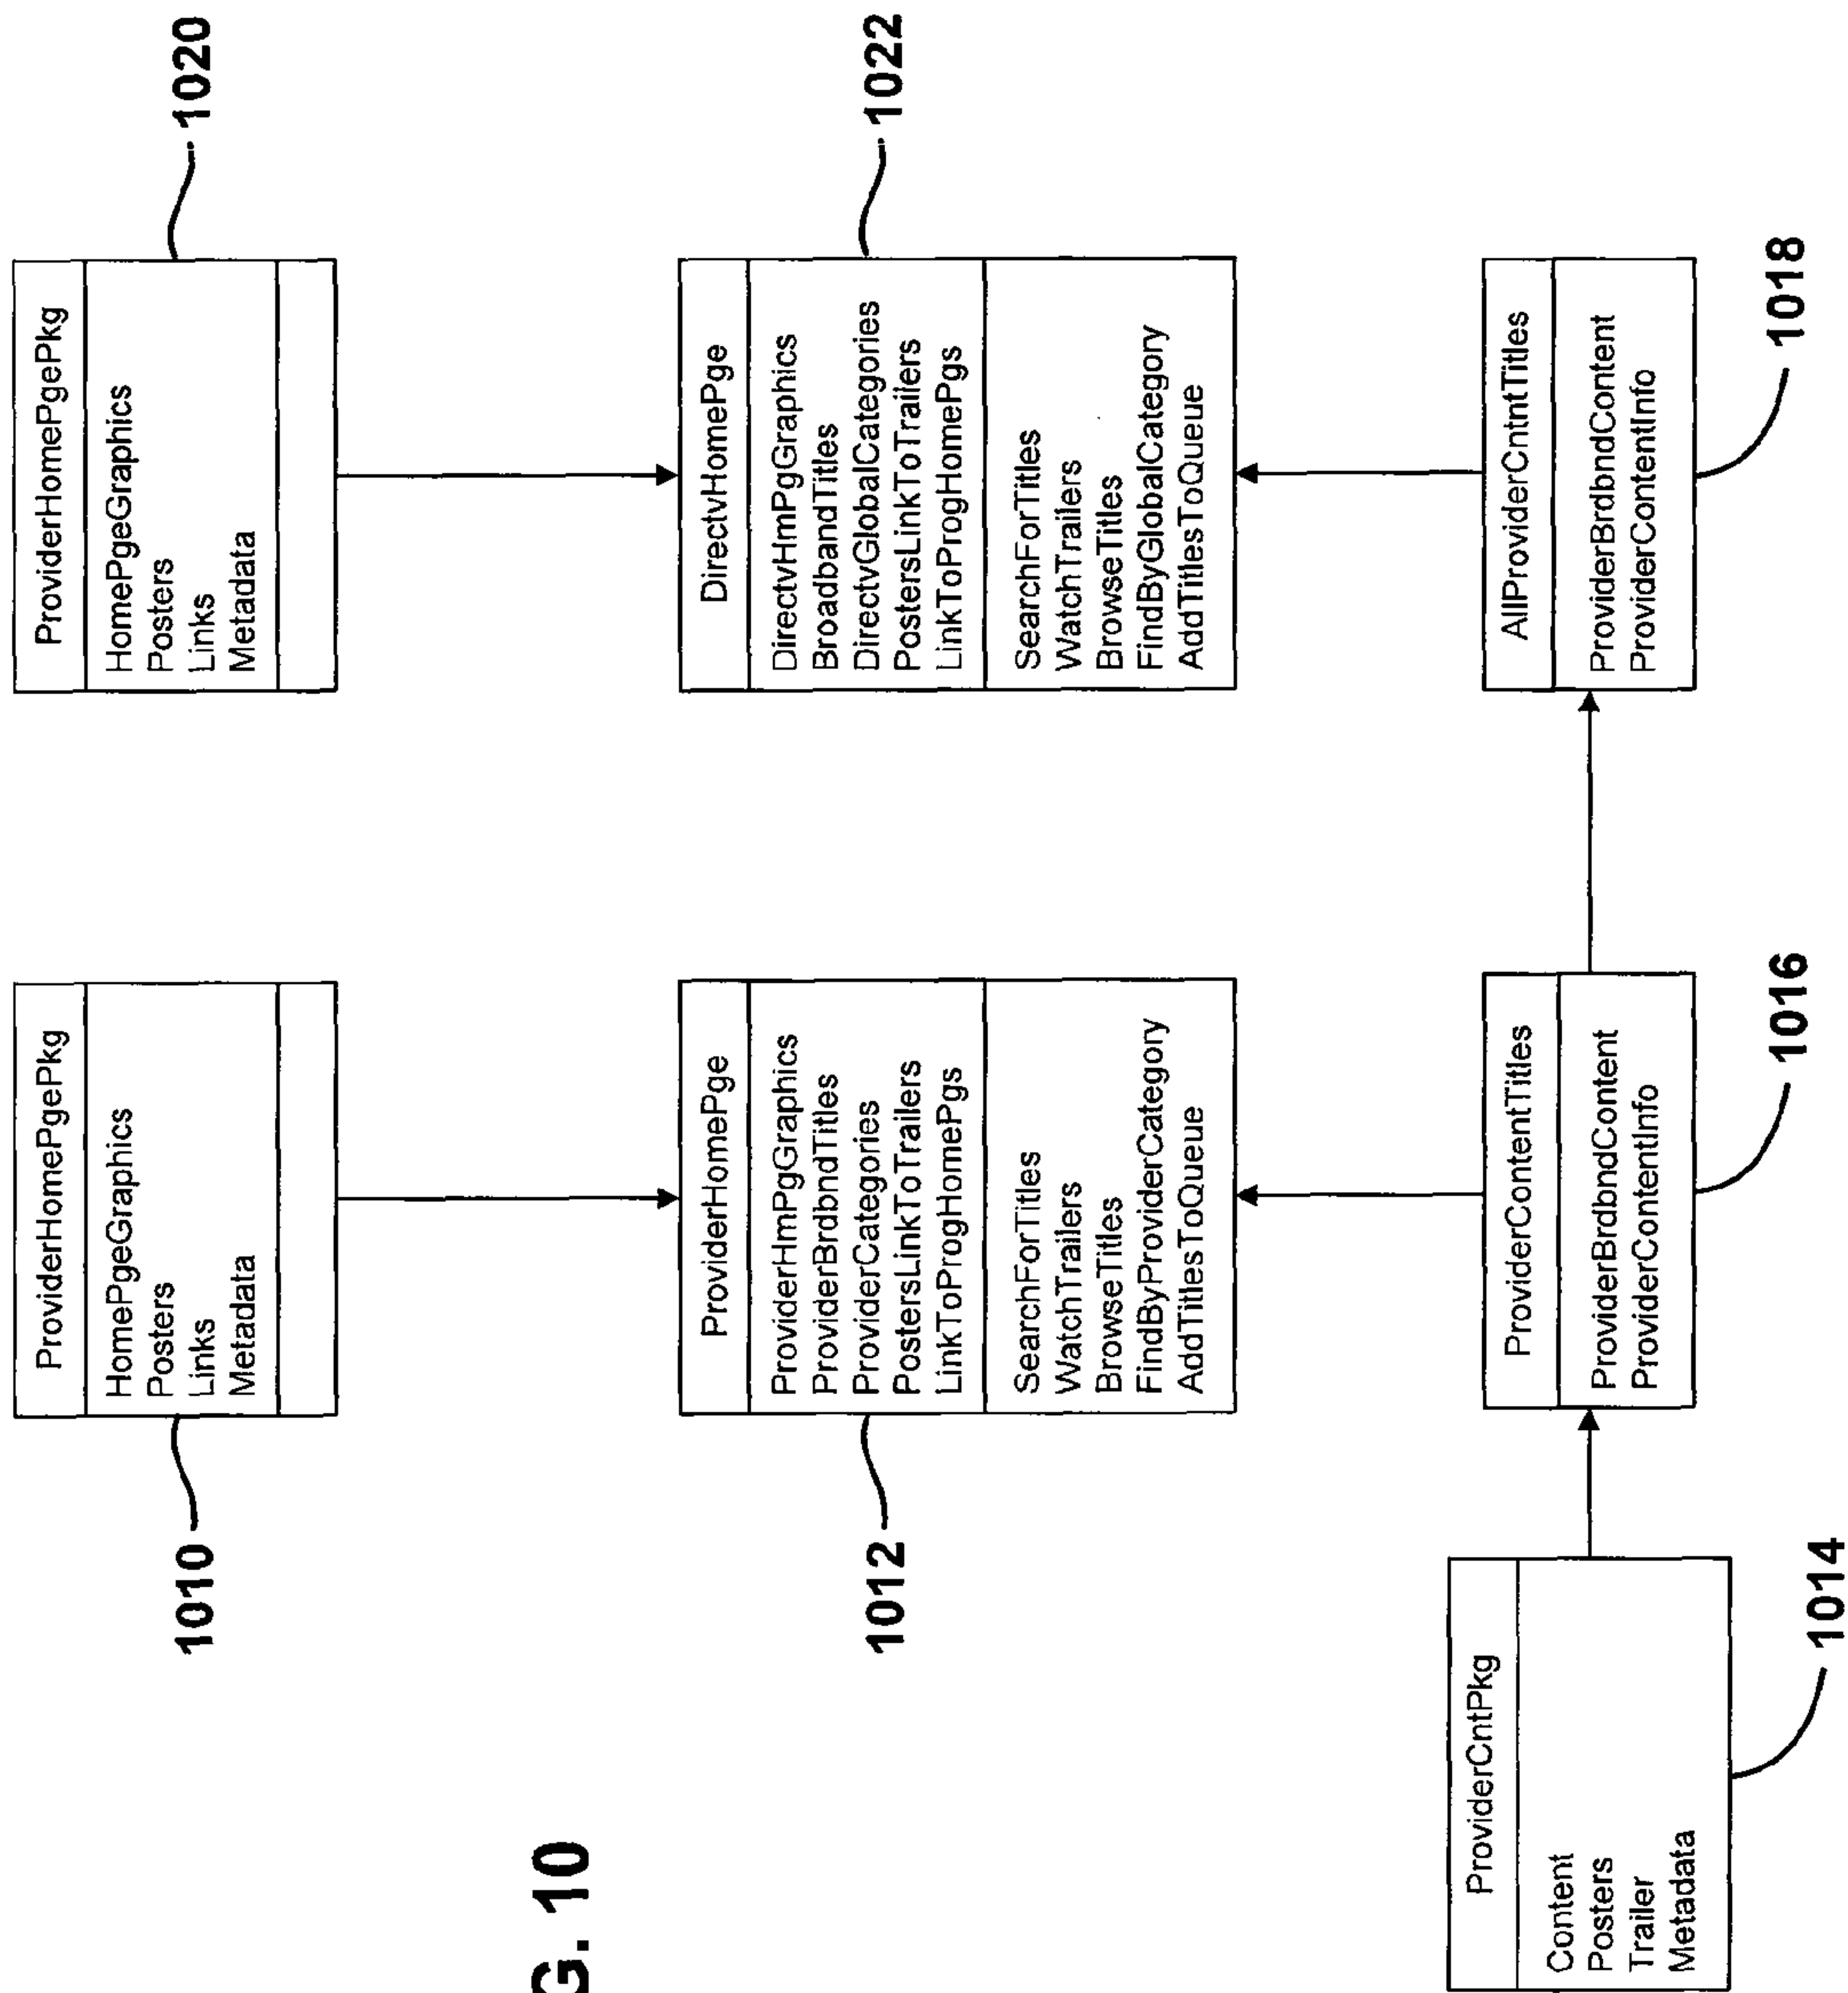 ProviderHomePgePkg
HomePgeGraphics
Posters
Links
Metadata
1010
ProviderHomePgePkg
HomePgeGraphics
Posters
Links
Metadata
1020
G. 10
ProviderHomePge
ProviderHmPgGraphics
ProviderBrdbndTitles
ProviderCategories
PostersLinkToTrailers
LinkToProgHomePgs
SearchForTitles
WatchTrailers
BrowseTitles
FindByProviderCategory
AddTitlesToQueue
1012
DirectvHomePge
DirectvHmPgGraphics
BroadbandTitles
DirectvGlobalCategories
PostersLinkToTrailers
LinkToProgHomePgs
SearchForTitles
WatchTrailers
BrowseTitles
FindByGlobalCategory
AddTitlesToQueue
1022
ProviderCntPkg
Content
Posters
Trailer
Metadata
1014
ProviderContentTitles
ProviderBrdbndContent
ProviderContentInfo
1016
AllProviderCntntTitles
ProviderBrdbndContent
ProviderContentInfo
1018